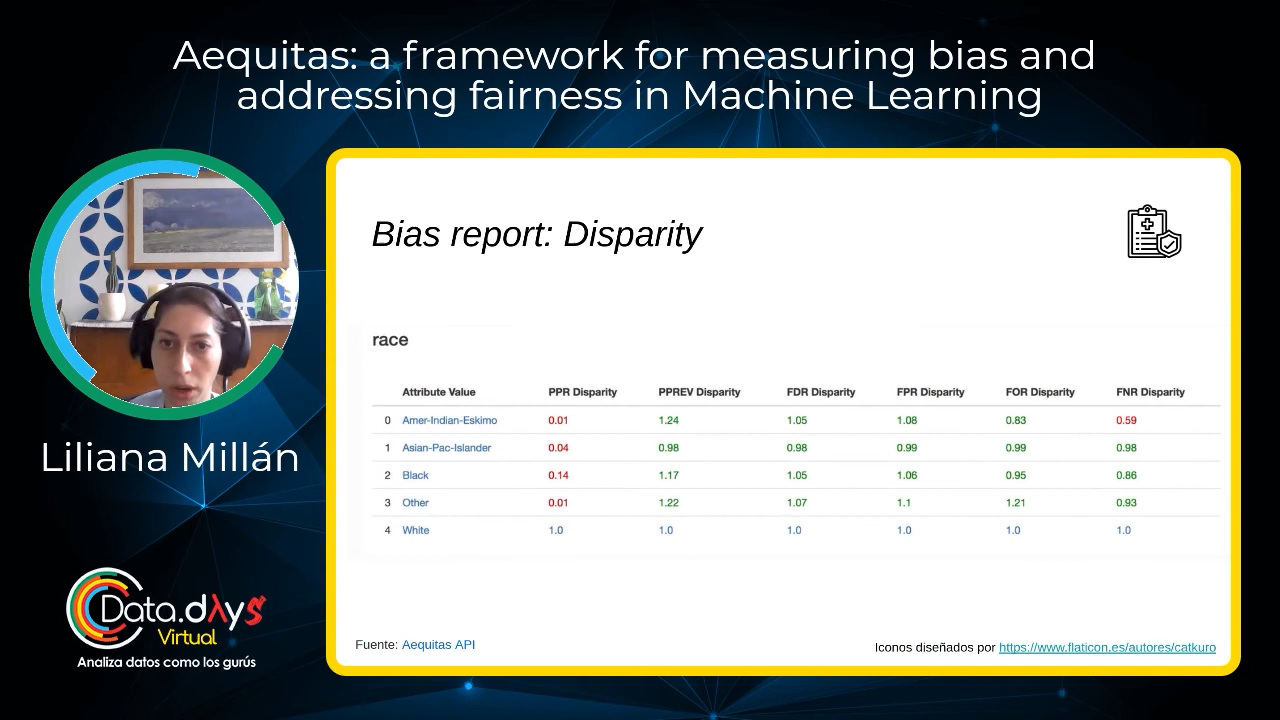 Aequitas: a framework for measuring bias and
addressing fairness in Machine Learning
Liliana Millán
Data.dλys
Virtual
Analiza datos como los gurús
Bias report: Disparity
race
Attribute Value PPR Disparity PPREV Disparity FDR Disparity FPR Disparity FOR Disparity FNR Disparity
0 Amer-Indian-Eskimo 0.01 1.24 1.05 1.08 0.83 0.59
1 Asian-Pac-Islander 0.04 0.98 0.98 0.99 0.99 0.98
2 Black 0.14 1.17 1.05 1.06 0.95 0.86
3 Other 0.01 1.22 1.07 1.1 1.21 0.93
4 White 1.0 1.0 1.0 1.0 1.0 1.0
Fuente: Aequitas API
Iconos diseñados por https://www.flaticon.es/autores/catkuro